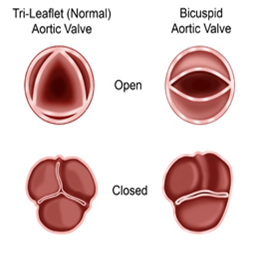 Tri-Leaflet (Normal)
Aortic Valve
Bicuspid
Aortic Valve
Open
Closed